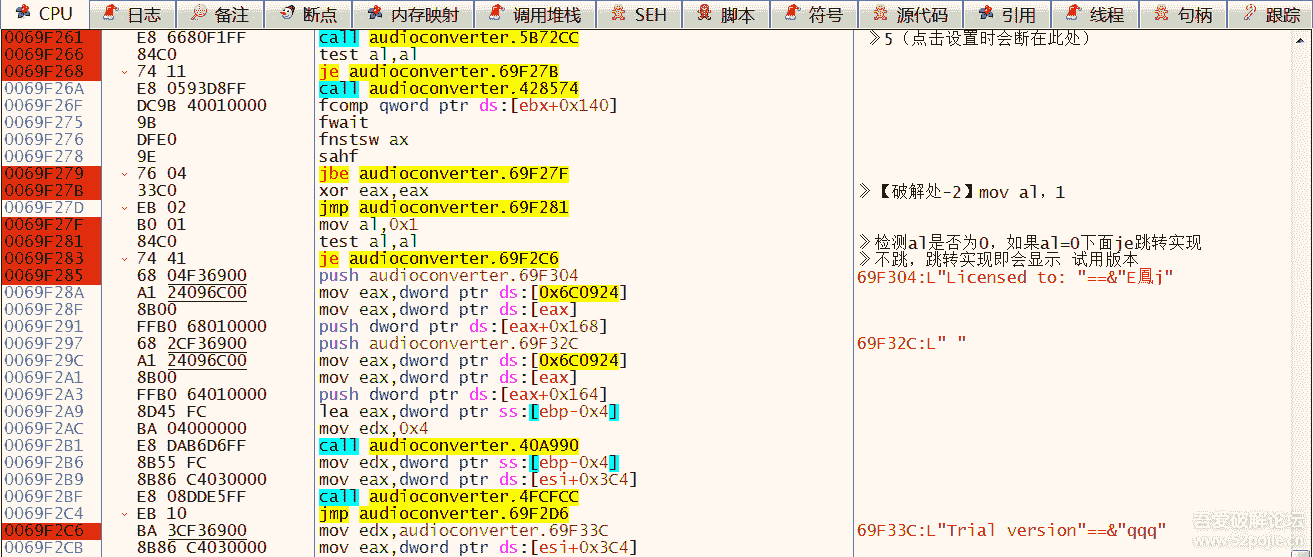 CPU 日志 备注 断点 内存映射 调用堆栈 SEH 脚本 符号 源代码 引用 线程 句柄 跟踪
0069F261 E8 6680F1FF call audioconverter.5B72CC 》5（点击设置时会断在此处）
0069F266 84C0 test al,al
0069F268 74 11 je audioconverter.69F27B
0069F26A E8 0593D8FF call audioconverter.428574
0069F26F DC9B 40010000 fcomp qword ptr ds:[ebx+0x140]
0069F275 9B fwait
0069F276 DFE0 fnstsw ax
0069F278 9E sahf
0069F279 76 04 jbe audioconverter.69F27F
0069F27B 33C0 xor eax,eax 》【破解处-2】mov al，1
0069F27D EB 02 jmp audioconverter.69F281
0069F27F B0 01 mov al,0x1
0069F281 84C0 test al,al 》检测al是否为0，如果al=0下面je跳转实现
0069F283 74 41 je audioconverter.69F2C6 》不跳，跳转实现即会显示 试用版本
0069F285 68 04F36900 push audioconverter.69F304 69F304:L"Licensed to: "==&"E鳳j"
0069F28A A1 24096C00 mov eax,dword ptr ds:[0x6C0924]
0069F28F 8B00 mov eax,dword ptr ds:[eax]
0069F291 FFB0 68010000 push dword ptr ds:[eax+0x168]
0069F297 68 2CF36900 push audioconverter.69F32C 69F32C:L" "
0069F29C A1 24096C00 mov eax,dword ptr ds:[0x6C0924]
0069F2A1 8B00 mov eax,dword ptr ds:[eax]
0069F2A3 FFB0 64010000 push dword ptr ds:[eax+0x164]
0069F2A9 8D45 FC lea eax,dword ptr ss:[ebp-0x4]
0069F2AC BA 04000000 mov edx,0x4
0069F2B1 E8 DAB6D6FF call audioconverter.40A990
0069F2B6 8B55 FC mov edx,dword ptr ss:[ebp-0x4]
0069F2B9 8B86 C4030000 mov eax,dword ptr ds:[esi+0x3C4]
0069F2BF E8 08DDE5FF call audioconverter.4FCFCC
0069F2C4 EB 10 jmp audioconverter.69F2D6
0069F2C6 BA 3CF36900 mov edx,audioconverter.69F33C 69F33C:L"Trial version"==&"qqq"
0069F2CB 8B86 C4030000 mov eax,dword ptr ds:[esi+0x3C4]
吾爱破解论坛
www.52pojie.cn